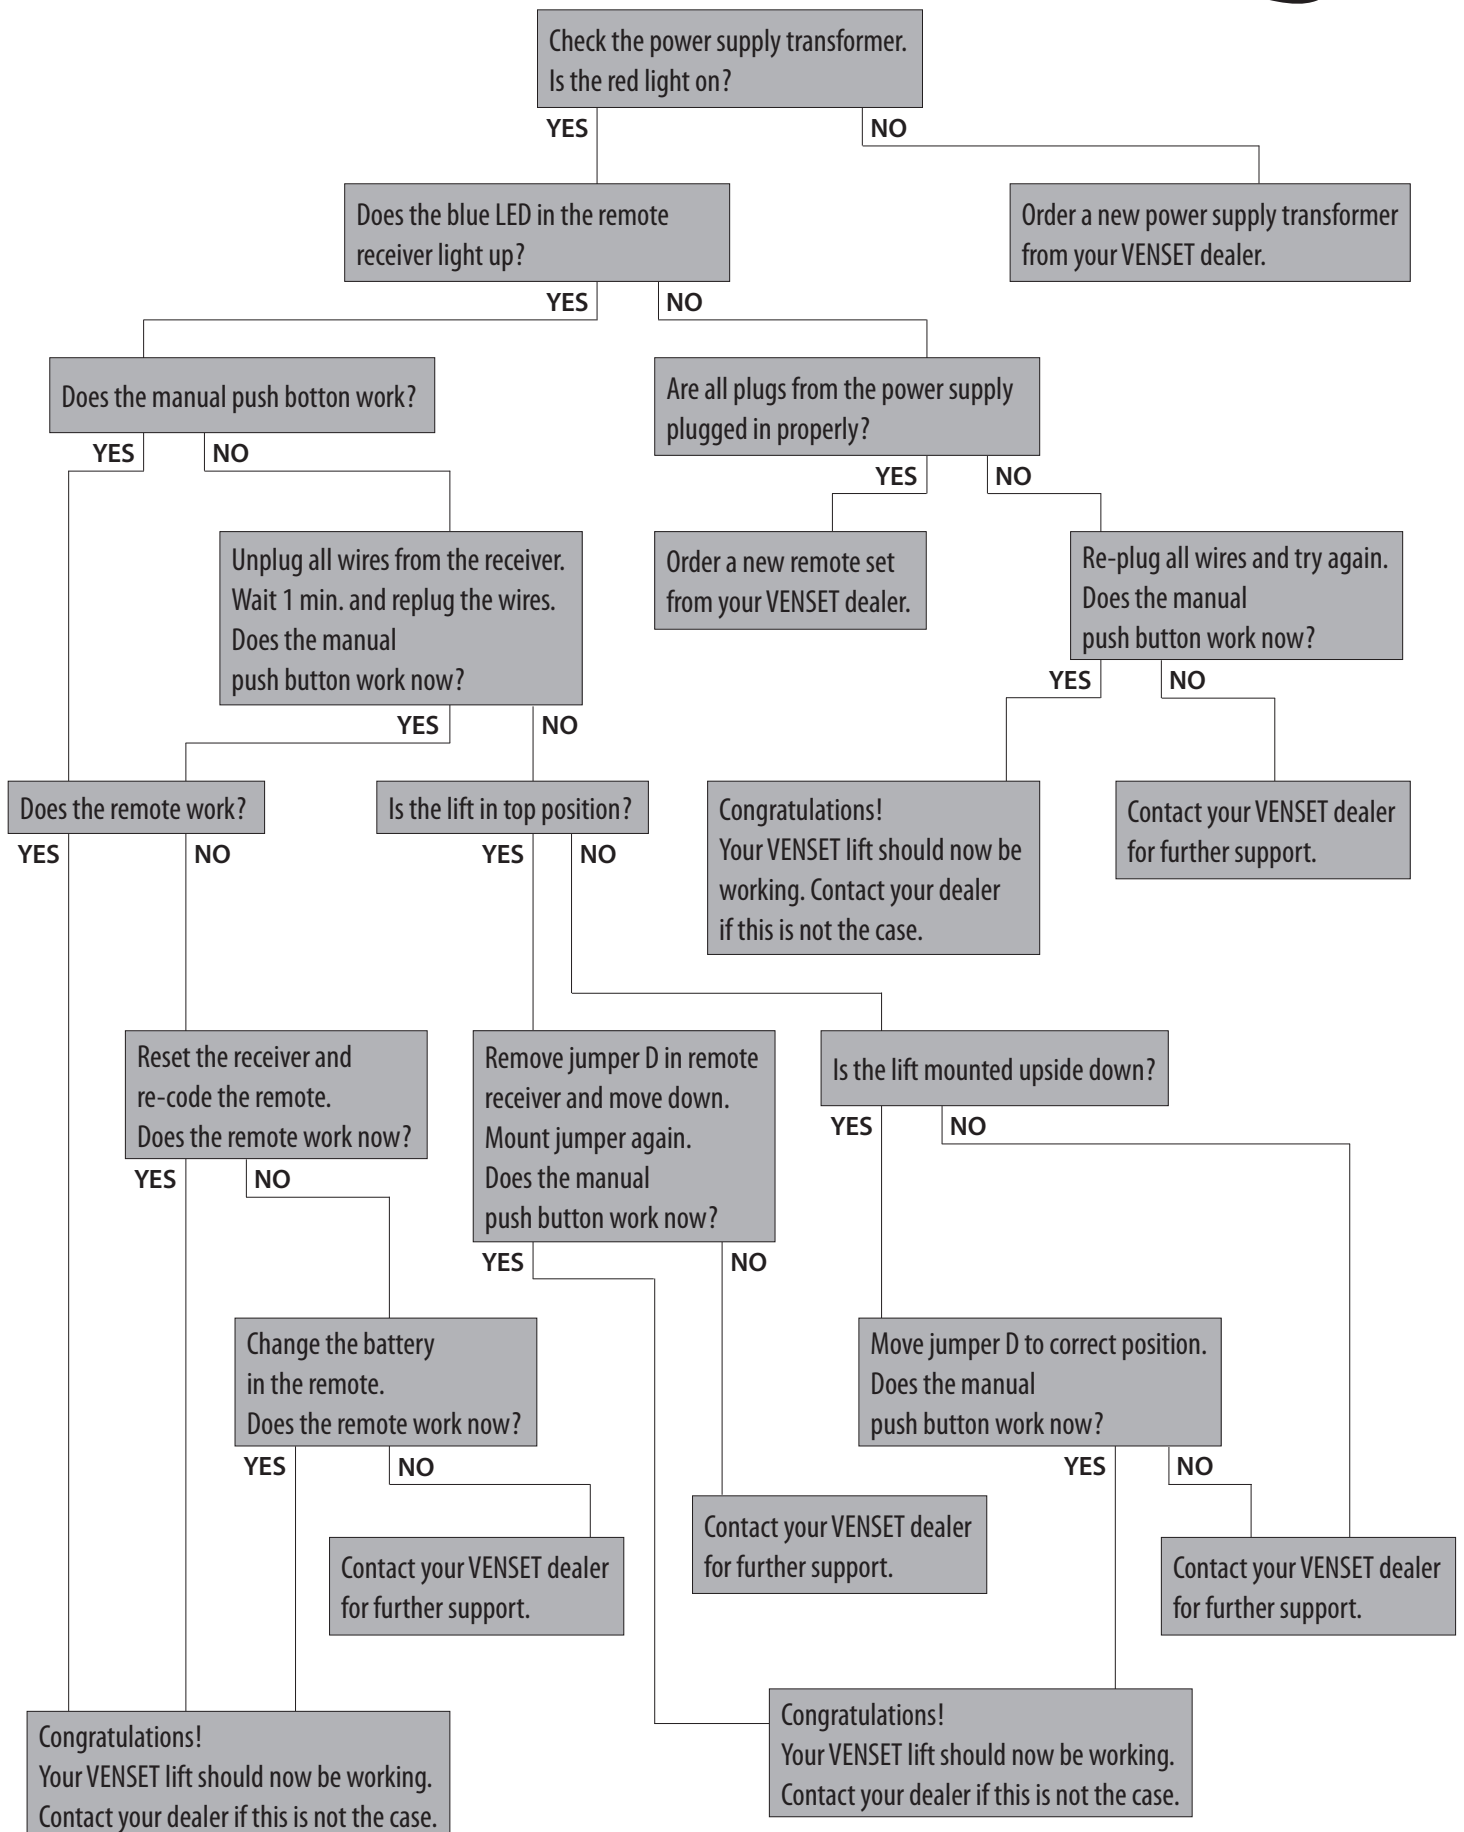 Check the power supply transformer.
Is the red light on?
YES
NO
Does the blue LED in the remote
receiver light up?
Order a new power supply transformer
from your VENSET dealer.
YES
NO
Does the manual push botton work?
Are all plugs from the power supply
plugged in properly?
YES
NO
YES
NO
Unplug all wires from the receiver.
Wait 1 min. and replug the wires.
Does the manual
push button work now?
Order a new remote set
from your VENSET dealer.
Re-plug all wires and try again.
Does the manual
push button work now?
YES
NO
YES
NO
Does the remote work?
Is the lift in top position?
Congratulations!
Your VENSET lift should now be
working. Contact your dealer
if this is not the case.
Contact your VENSET dealer
for further support.
YES
NO
YES
NO
Reset the receiver and
re-code the remote.
Does the remote work now?
Remove jumper D in remote
receiver and move down.
Mount jumper again.
Does the manual
push button work now?
Is the lift mounted upside down?
YES
NO
YES
NO
YES
NO
Change the battery
in the remote.
Does the remote work now?
Move jumper D to correct position.
Does the manual
push button work now?
YES
NO
YES
NO
Contact your VENSET dealer
for further support.
Contact your VENSET dealer
for further support.
Contact your VENSET dealer
for further support.
Congratulations!
Your VENSET lift should now be working.
Contact your dealer if this is not the case.
Congratulations!
Your VENSET lift should now be working.
Contact your dealer if this is not the case.